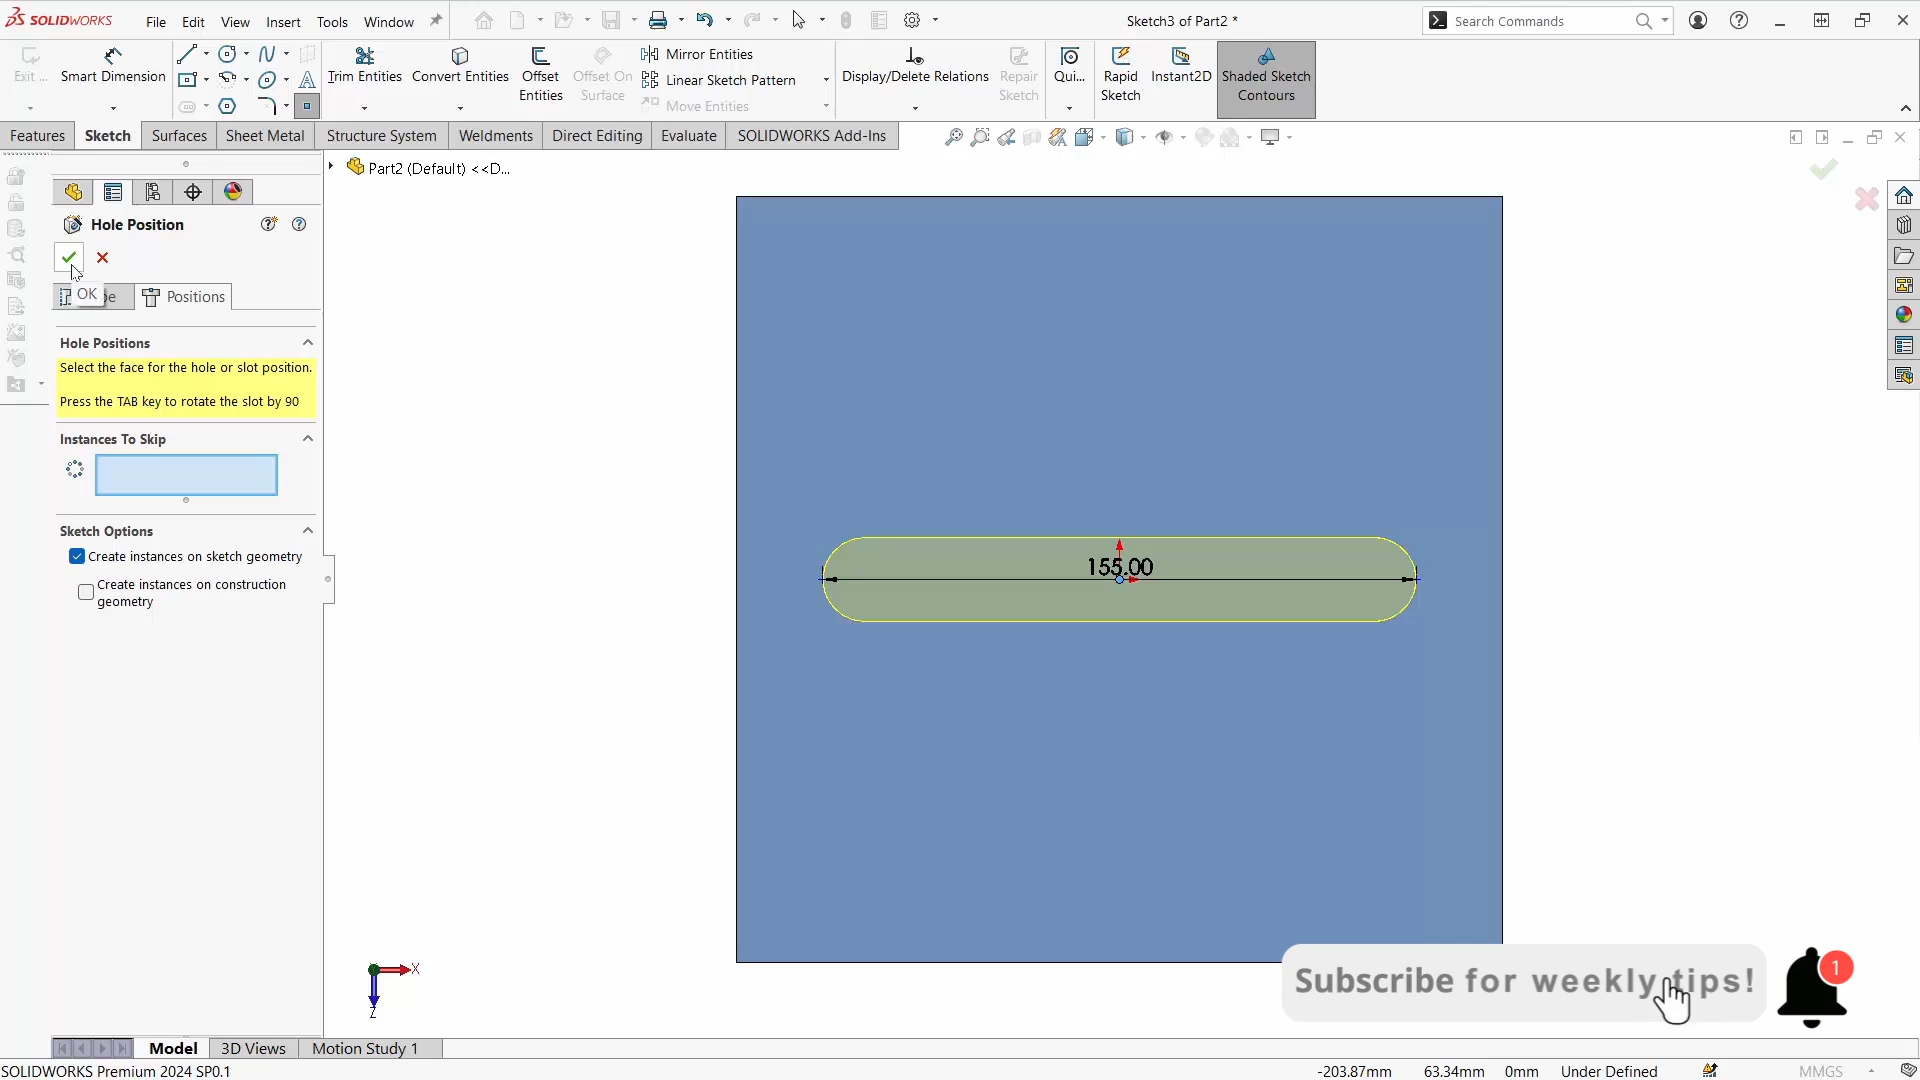 SOLIDWORKS File Edit View Insert Tools Window
Sketch3 of Part2 *
Search Commands
Exit ...
Smart Dimension
Trim Entities
Convert Entities
Offset
Entities
Offset On
Surface
Mirror Entities
Linear Sketch Pattern
Move Entities
Display/Delete Relations
Repair
Sketch
Qui...
Rapid
Sketch
Instant2D
Shaded Sketch
Contours
Features Sketch Surfaces Sheet Metal Structure System Weldments Direct Editing Evaluate SOLIDWORKS Add-Ins
Part2 (Default) <<D...
Hole Position
OK
Positions
Hole Positions
Select the face for the hole or slot position.
Press the TAB key to rotate the slot by 90
Instances To Skip
Sketch Options
Create instances on sketch geometry
Create instances on construction
geometry
155.00
X
Z
Subscribe for weekly tips!
1
Model 3D Views Motion Study 1
SOLIDWORKS Premium 2024 SP0.1
-203.87mm 63.34mm 0mm Under Defined MMGS